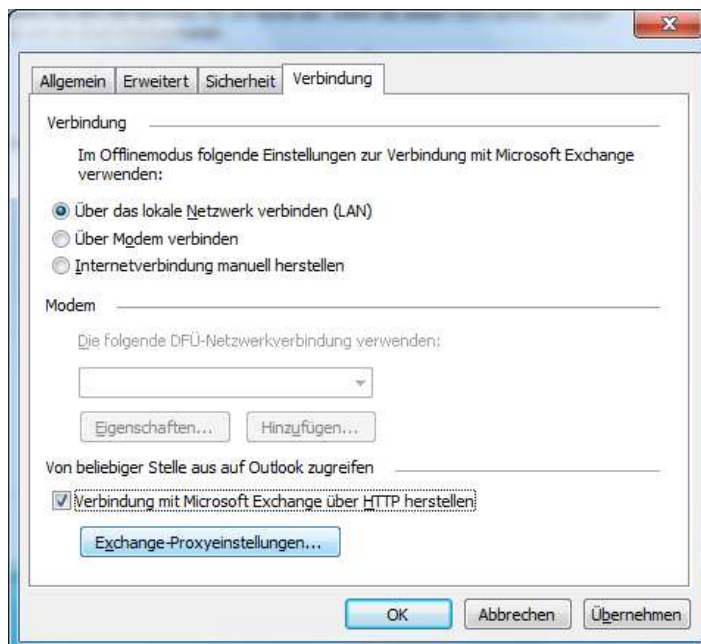 Allgemein Erweitert Sicherheit Verbindung
Verbindung
Im Offlinemodus folgende Einstellungen zur Verbindung mit Microsoft Exchange
verwenden:
Über das lokale Netzwerk verbinden (LAN)
Über Modem verbinden
Internetverbindung manuell herstellen
Modem
Die folgende DFÜ-Netzwerkverbindung verwenden:
Eigenschaften... Hinzufügen...
Von beliebiger Stelle aus auf Outlook zugreifen
Verbindung mit Microsoft Exchange über HTTP herstellen
Exchange-Proxyeinstellungen...
OK Abbrechen Übernehmen